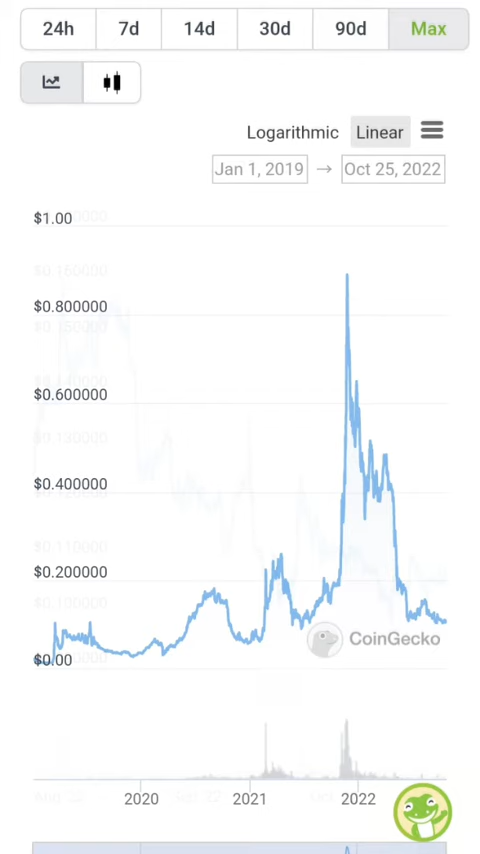 24h 7d 14d 30d 90d Max
Logarithmic Linear
Jan 1, 2019 → Oct 25, 2022
$1.00
$0.800000
$0.600000
$0.400000
$0.200000
$0.00
CoinGecko
2020 2021 2022